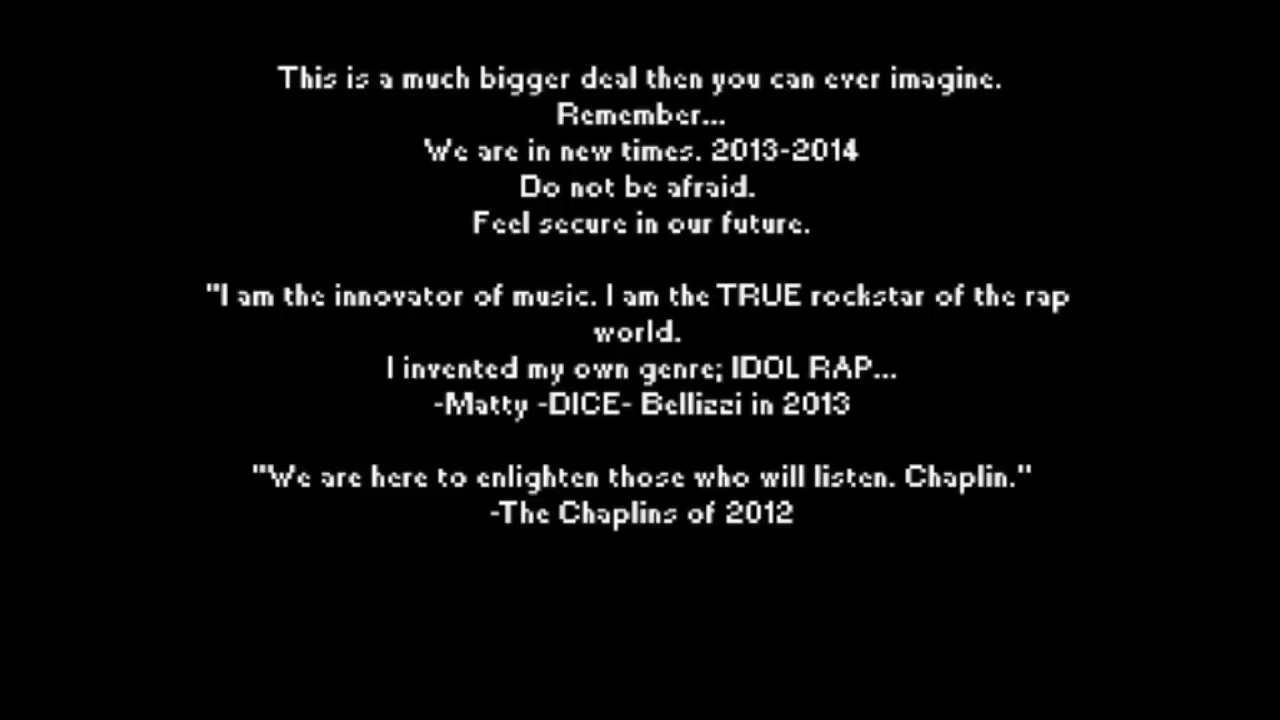 This is a much bigger deal then you can ever imagine.
Remember...
We are in new times. 2013-2014
Do not be afraid.
Feel secure in our future.
"I am the innovator of music. I am the TRUE rockstar of the rap
world.
I invented my own genre; IDOL RAP...
-Matty -DICE- Bellizzi in 2013
"We are here to enlighten those who will listen. Chaplin."
-The Chaplins of 2012